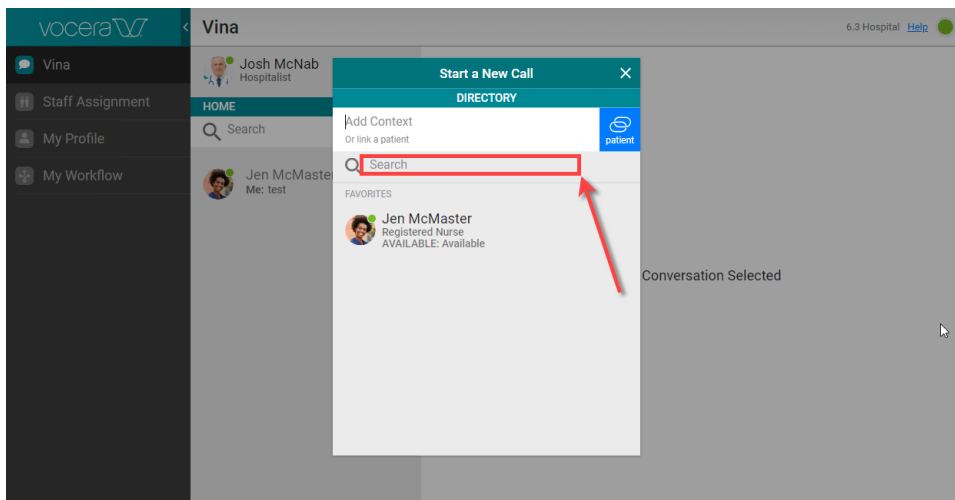 vocera
Vina
6.3 Hospital Help
Vina
Staff Assignment
My Profile
My Workflow
Josh McNab
Hospitalist
HOME
Search
Jen McMaste
Me: test
Start a New Call
DIRECTORY
Add Context
Or link a patient
patient
Search
FAVORITES
Jen McMaster
Registered Nurse
AVAILABLE: Available
Conversation Selected